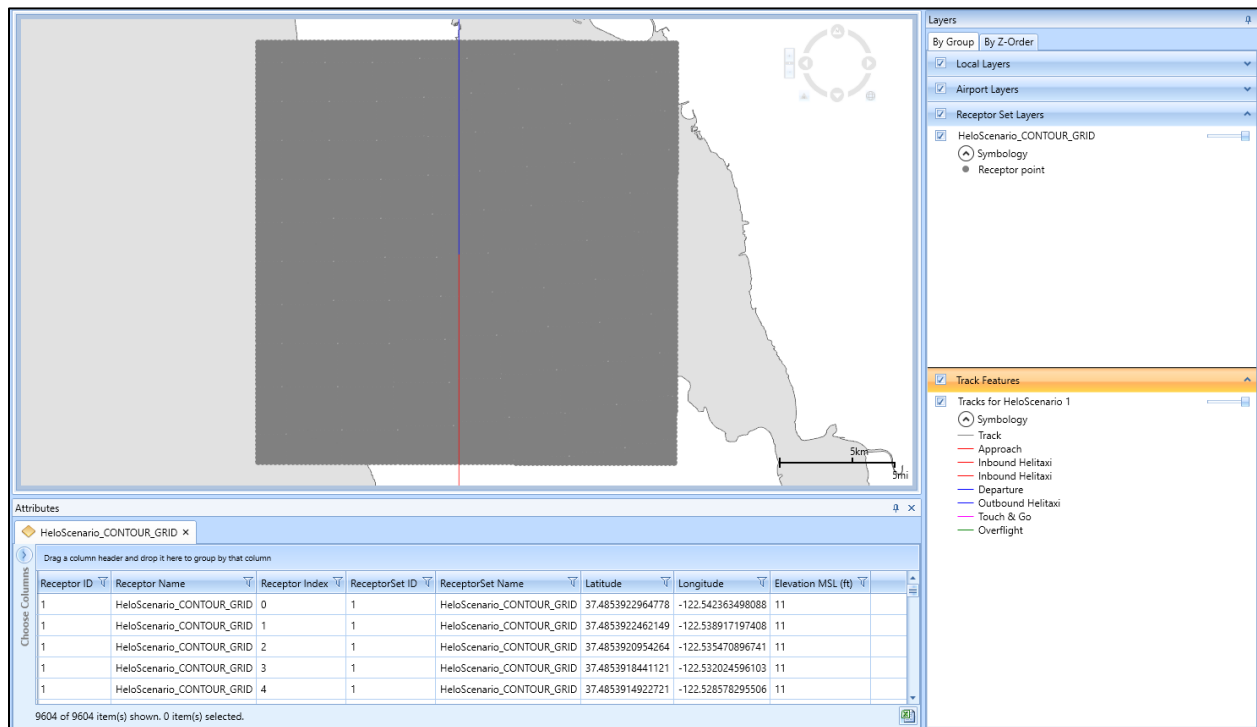 Layers
By Group By Z-Order
Local Layers
Airport Layers
Receptor Set Layers
HeloScenario_CONTOUR_GRID
Symbology
Receptor point
5km
5mi
Track Features
Tracks for HeloScenario 1
Symbology
Track
Approach
Inbound Helitaxi
Inbound Helitaxi
Departure
Outbound Helitaxi
Touch & Go
Overflight
Attributes
HeloScenario_CONTOUR_GRID
Choose Columns
Drag a column header and drop it here to group by that column
Receptor ID Receptor Name Receptor Index ReceptorSet ID ReceptorSet Name Latitude Longitude Elevation MSL (ft)
1 HeloScenario_CONTOUR_GRID 0 1 HeloScenario_CONTOUR_GRID 37.4853922964778 -122.542363498088 11
1 HeloScenario_CONTOUR_GRID 1 1 HeloScenario_CONTOUR_GRID 37.4853922462149 -122.538917197408 11
1 HeloScenario_CONTOUR_GRID 2 1 HeloScenario_CONTOUR_GRID 37.4853920954264 -122.535470896741 11
1 HeloScenario_CONTOUR_GRID 3 1 HeloScenario_CONTOUR_GRID 37.4853918441121 -122.532024596103 11
1 HeloScenario_CONTOUR_GRID 4 1 HeloScenario_CONTOUR_GRID 37.4853914922721 -122.528578295506 11
9604 of 9604 item(s) shown. 0 item(s) selected.